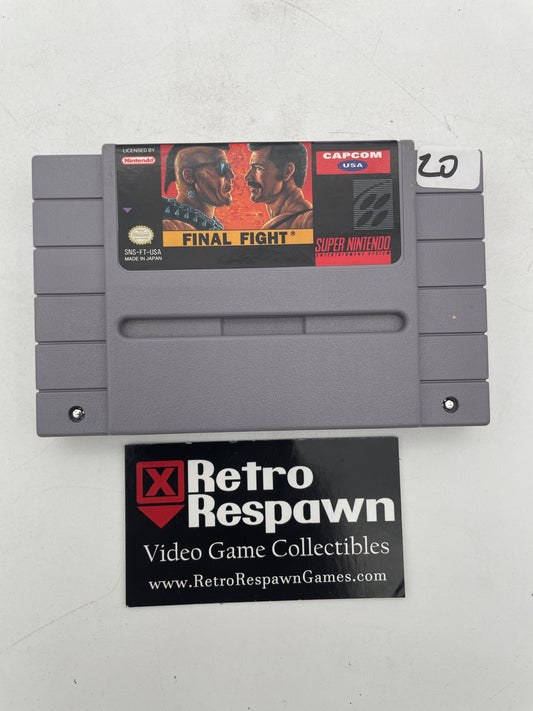 LICENSED BY
Nintendo
CAPCOM
USA
20
SNS-FT-USA
MADE IN JAPAN
FINAL FIGHT®
SUPER NINTENDO
ENTERTAINMENT SYSTEM
X Retro
Respawn
Video Game Collectibles
www.RetroRespawnGames.com